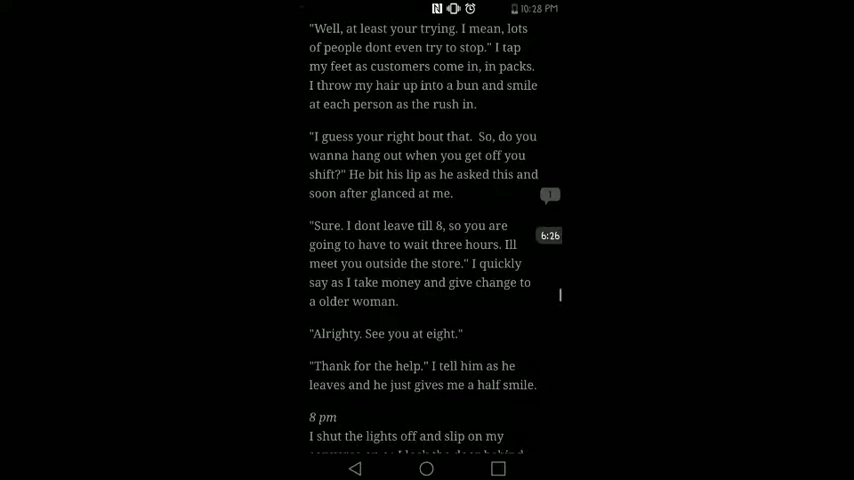 10:28 PM
"Well, at least your trying. I mean, lots
of people dont even try to stop." I tap
my feet as customers come in, in packs.
I throw my hair up into a bun and smile
at each person as the rush in.
"I guess your right bout that.  So, do you
wanna hang out when you get off you
shift?" He bit his lip as he asked this and
soon after glanced at me.
1
"Sure. I dont leave till 8, so you are
6:26
going to have to wait three hours. Ill
meet you outside the store." I quickly
say as I take money and give change to
a older woman.
"Alrighty. See you at eight."
"Thank for the help." I tell him as he
leaves and he just gives me a half smile.
8 pm
I shut the lights off and slip on my